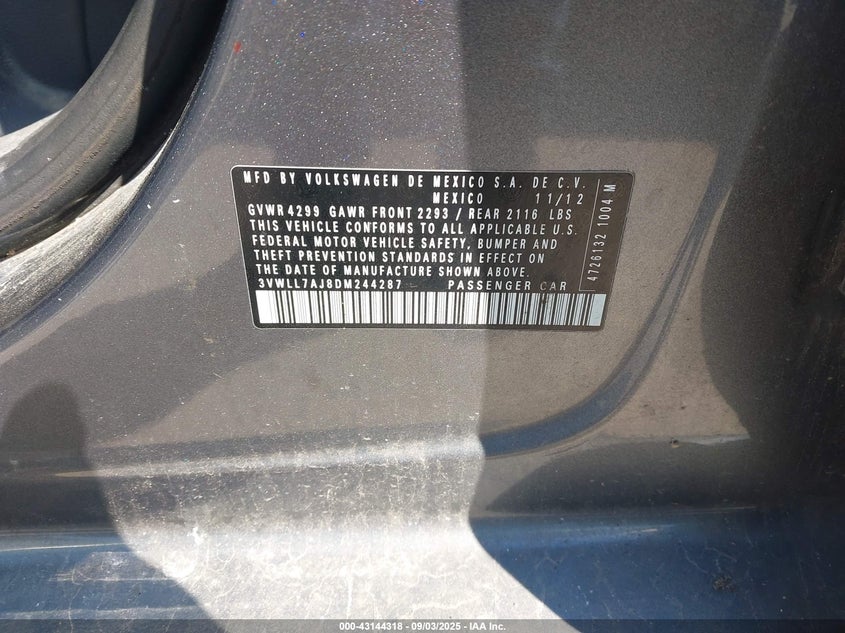 MFD BY VOLKSWAGEN DE MEXICO S.A. DE C.V.
MEXICO 11/12
GVWR 4299 GAWR FRONT 2293 / REAR 2116 LBS
THIS VEHICLE CONFORMS TO ALL APPLICABLE U.S.
FEDERAL MOTOR VEHICLE SAFETY, BUMPER AND
THEFT PREVENTION STANDARDS IN EFFECT ON
THE DATE OF MANUFACTURE SHOWN ABOVE.
3VWLL7AJ8DM244287 PASSENGER CAR
4726132 1004 M
000-43144318 | 09/03/2025 | IAA Inc.